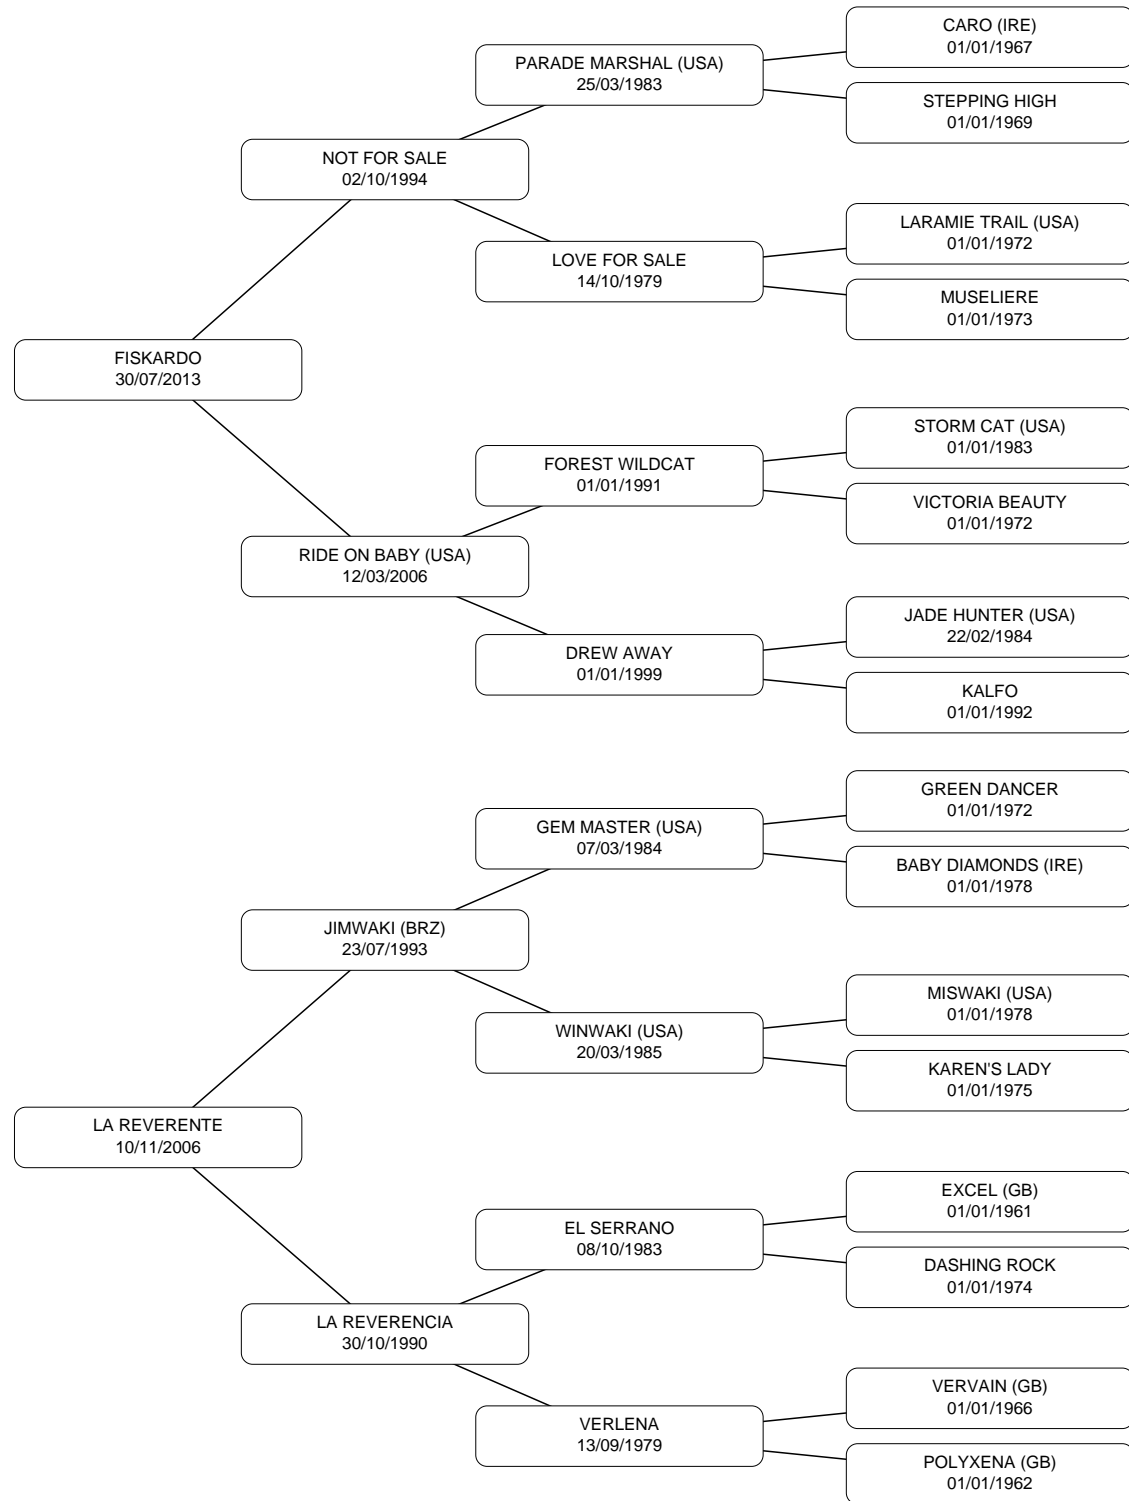 CARO (IRE)
01/01/1967
PARADE MARSHAL (USA)
25/03/1983
STEPPING HIGH
01/01/1969
NOT FOR SALE
02/10/1994
LARAMIE TRAIL (USA)
01/01/1972
LOVE FOR SALE
14/10/1979
MUSELIERE
01/01/1973
FISKARDO
30/07/2013
STORM CAT (USA)
01/01/1983
FOREST WILDCAT
01/01/1991
VICTORIA BEAUTY
01/01/1972
RIDE ON BABY (USA)
12/03/2006
JADE HUNTER (USA)
22/02/1984
DREW AWAY
01/01/1999
KALFO
01/01/1992
GREEN DANCER
01/01/1972
GEM MASTER (USA)
07/03/1984
BABY DIAMONDS (IRE)
01/01/1978
JIMWAKI (BRZ)
23/07/1993
MISWAKI (USA)
01/01/1978
WINWAKI (USA)
20/03/1985
KAREN'S LADY
01/01/1975
LA REVERENTE
10/11/2006
EXCEL (GB)
01/01/1961
EL SERRANO
08/10/1983
DASHING ROCK
01/01/1974
LA REVERENCIA
30/10/1990
VERVAIN (GB)
01/01/1966
VERLENA
13/09/1979
POLYXENA (GB)
01/01/1962